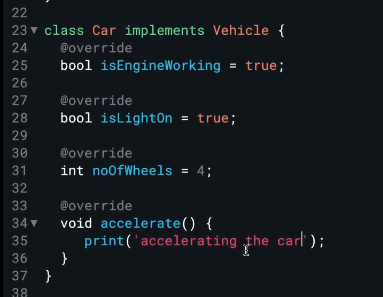 22
23 class Car implements Vehicle {
24 @override
25 bool isEngineWorking = true;
26
27 @override
28 bool isLightOn = true;
29
30 @override
31 int noOfWheels = 4;
32
33 @override
34 void accelerate() {
35 print('accelerating the car');
36 }
37 }
38